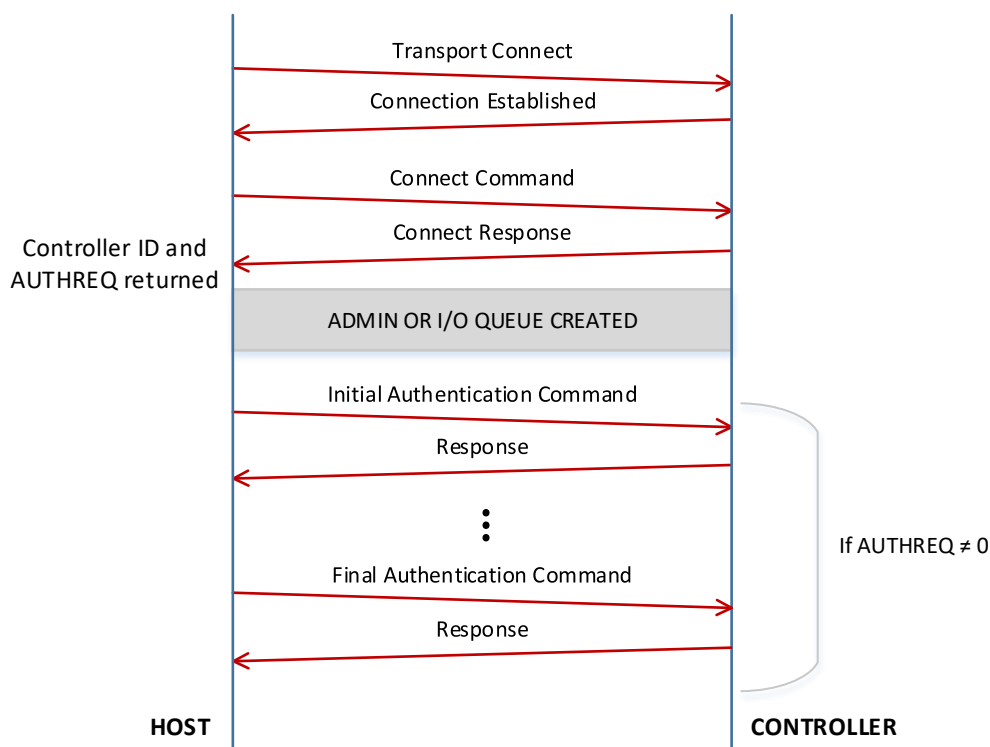 Transport Connect
Connection Established
Connect Command
Connect Response
Controller ID and
AUTHREQ returned
ADMIN OR I/O QUEUE CREATED
Initial Authentication Command
Response
If AUTHREQ ≠ 0
Final Authentication Command
Response
HOST
CONTROLLER